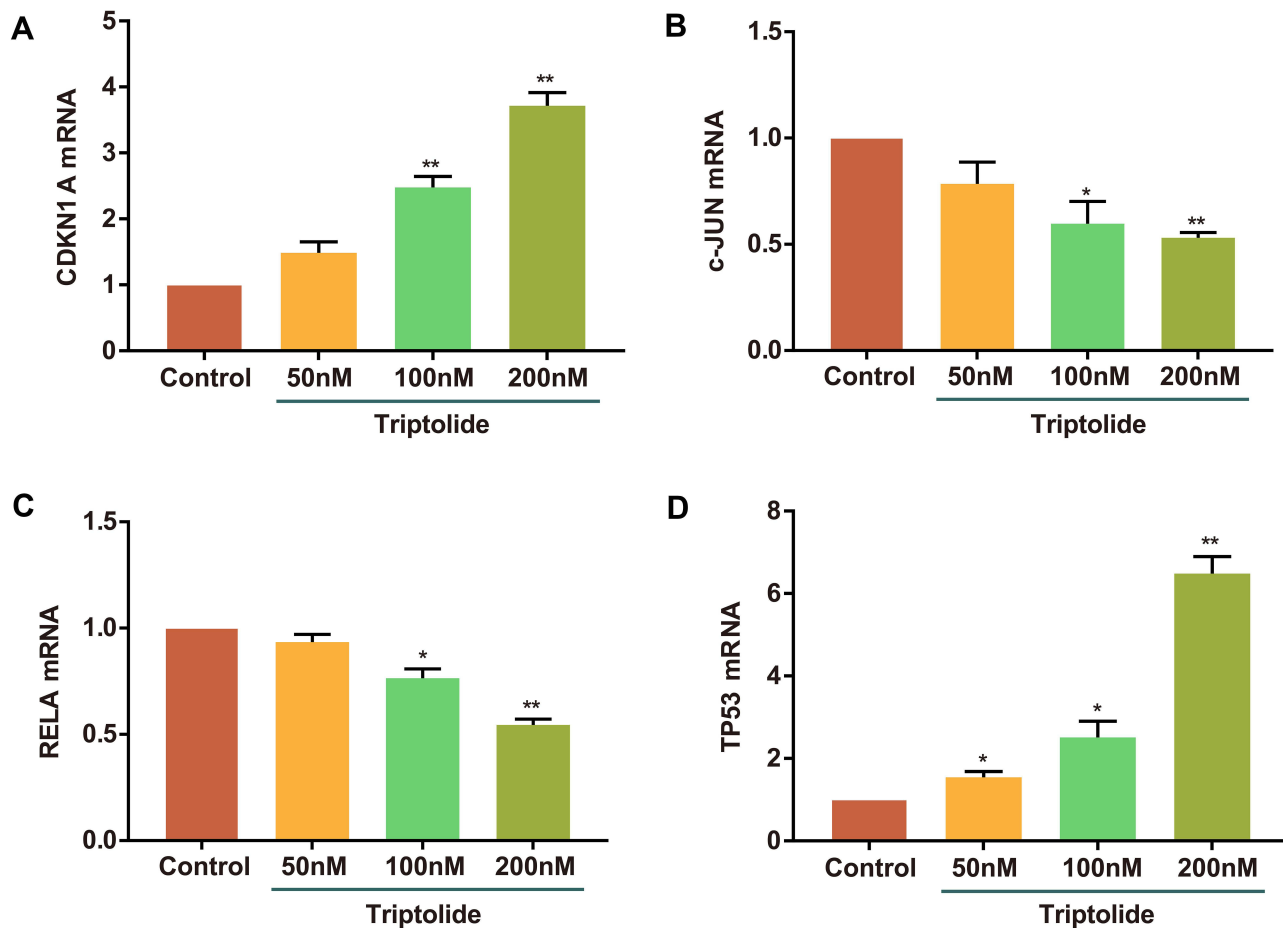 A
CDKN1A mRNA
5
4
3
2
1
0
**
**
Control 50nM 100nM 200nM
Triptolide
B
c-JUN mRNA
1.5
1.0
0.5
0.0
*
**
Control 50nM 100nM 200nM
Triptolide
C
RELA mRNA
1.5
1.0
0.5
0.0
*
**
Control 50nM 100nM 200nM
Triptolide
D
TP53 mRNA
8
6
4
2
0
*
*
**
Control 50nM 100nM 200nM
Triptolide